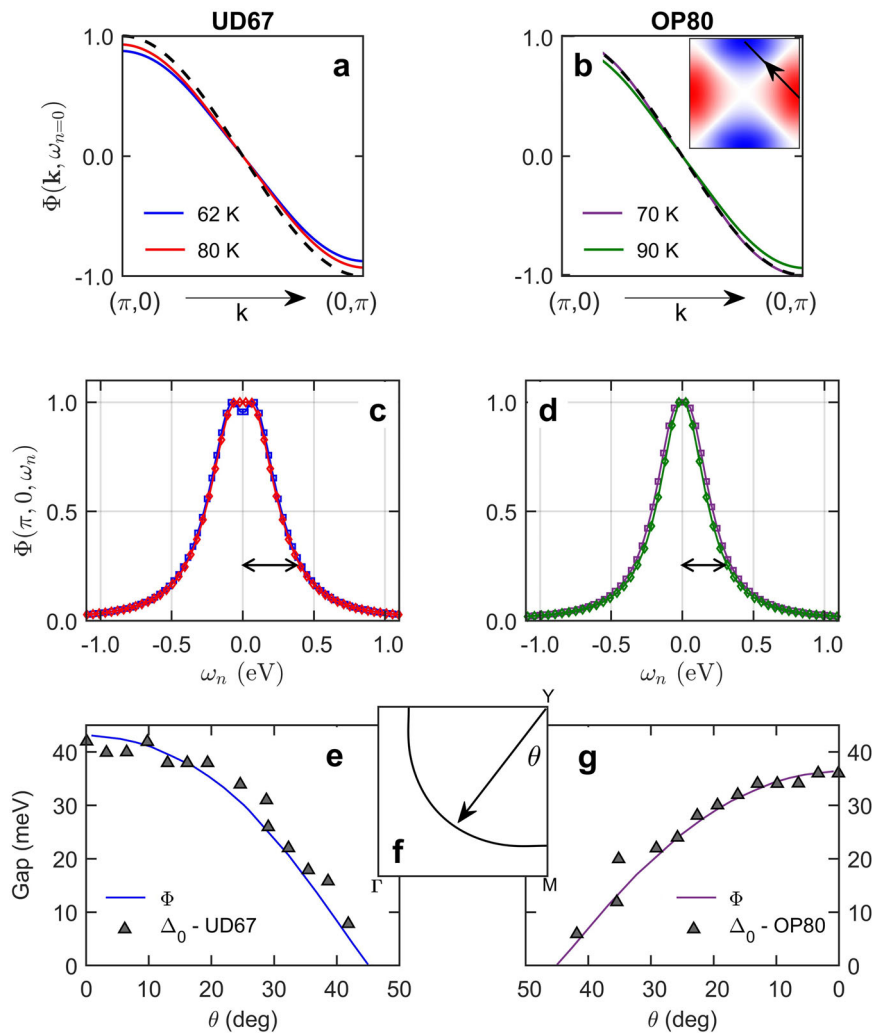 UD67
OP80
a
b
1.0
0.0
-1.0
Φ(k, ω_{n=0})
62 K
80 K
(π,0)
k
(0,π)
1.0
0.0
-1.0
70 K
90 K
(π,0)
k
(0,π)
c
d
1.0
0.5
0.0
Φ(π, 0, ω_n)
-1.0 -0.5 0.0 0.5 1.0
ω_n (eV)
1.0
0.5
0.0
-1.0 -0.5 0.0 0.5 1.0
ω_n (eV)
e
40
30
20
10
0
Gap (meV)
Φ
Δ_0 - UD67
0 10 20 30 40 50
θ (deg)
Y
θ
f
Γ
M
g
40
30
20
10
0
Φ
Δ_0 - OP80
50 40 30 20 10 0
θ (deg)